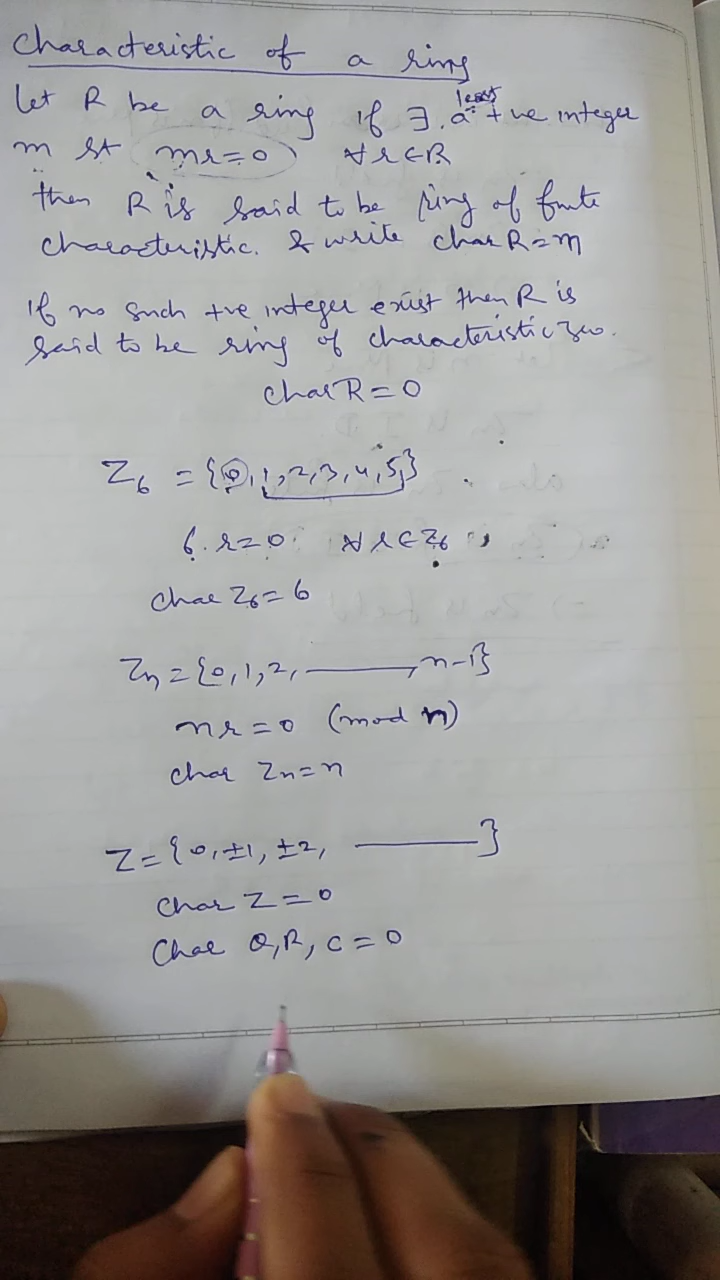 Characteristic of a ring
Let R be a ring if ∃ a least +ve integer
m st mr=0 ∀ r∈R
then R is said to be ring of finite
characteristic. & write char R=m
If no such +ve integer exist then R is
said to be ring of characteristic zero.
char R=0
Z₆ = {0,1,2,3,4,5}
6.r=0 ∀ r∈Z₆
Char Z₆=6
Zₙ={0,1,2,———,n-1}
nr=0 (mod n)
char Zₙ=n
Z={0,±1,±2, ———}
Char Z=0
Char Q,R,C=0